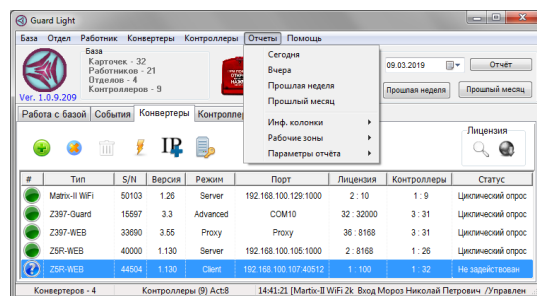 Guard Light
База Отдел Работник Конвертеры Контроллеры Отчеты Помощь
База
Карточек - 32
Работников - 21
Отделов - 4
Контроллеров - 9
Ver. 1.0.9.209
Сегодня
Вчера
Прошлая неделя
Прошлый месяц
Инф. колонки
Рабочие зоны
Параметры отчёта
09.03.2019 Отчёт
Прошлая неделя Прошлый месяц
Работа с базой События Конвертеры Контролле
Лицензия
IP
# Тип S/N Версия Режим Порт Лицензия Контроллеры Статус
Matrix-II WiFi 50103 1.26 Server 192.168.100.129:1000 2 : 10 1 : 9 Циклический опрос
Z397-Guard 15597 3.3 Advanced COM10 32 : 32000 3 : 31 Циклический опрос
Z397-WEB 33690 3.55 Proxy Proxy 36 : 8168 3 : 31 Циклический опрос
Z5R-WEB 40000 1.130 Server 192.168.100.105:1000 2 : 8168 1 : 26 Циклический опрос
Z5R-WEB 44504 1.130 Client 192.168.100.107:40512 1 : 100 1 : 32 Не задействован
Конвертеров - 4 Контроллеры (9) Act:8 14:41:21 [Martix-II WiFi 2k Вход Мороз Николай Петрович /Управлен